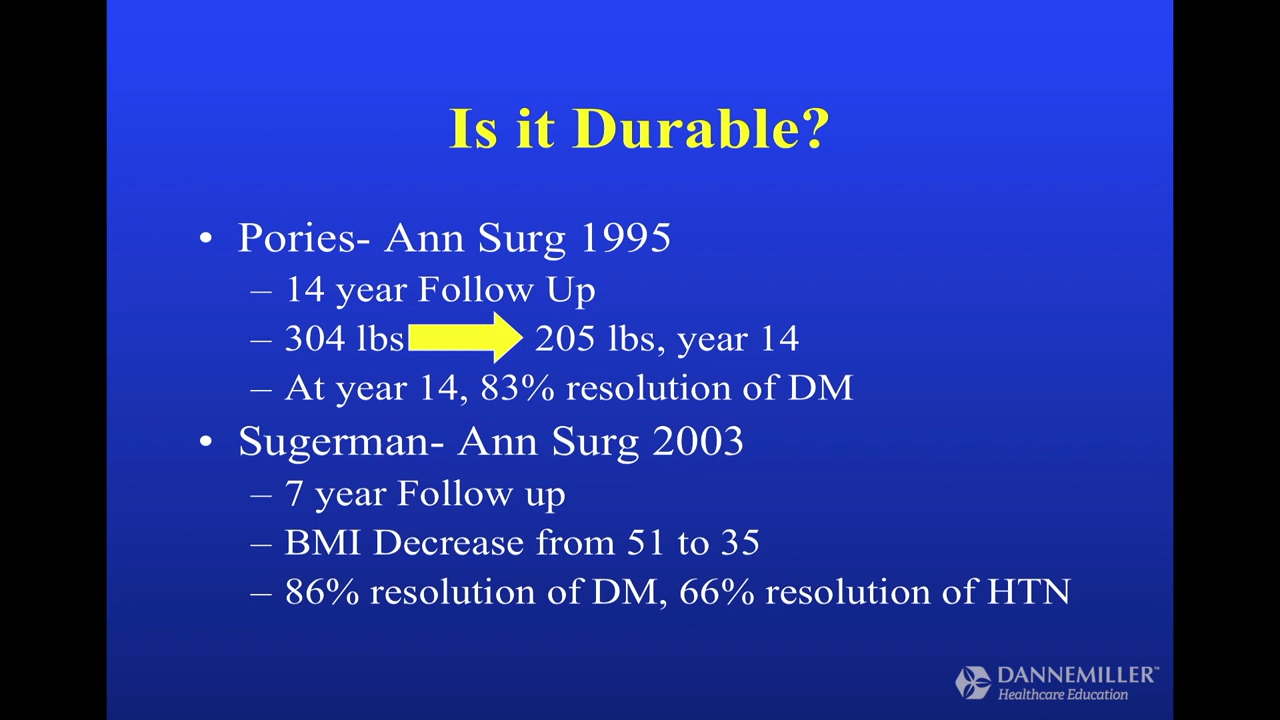 Is it Durable?
• Pories- Ann Surg 1995
– 14 year Follow Up
– 304 lbs 205 lbs, year 14
– At year 14, 83% resolution of DM
• Sugerman- Ann Surg 2003
– 7 year Follow up
– BMI Decrease from 51 to 35
– 86% resolution of DM, 66% resolution of HTN
DANNEMILLER™
Healthcare Education